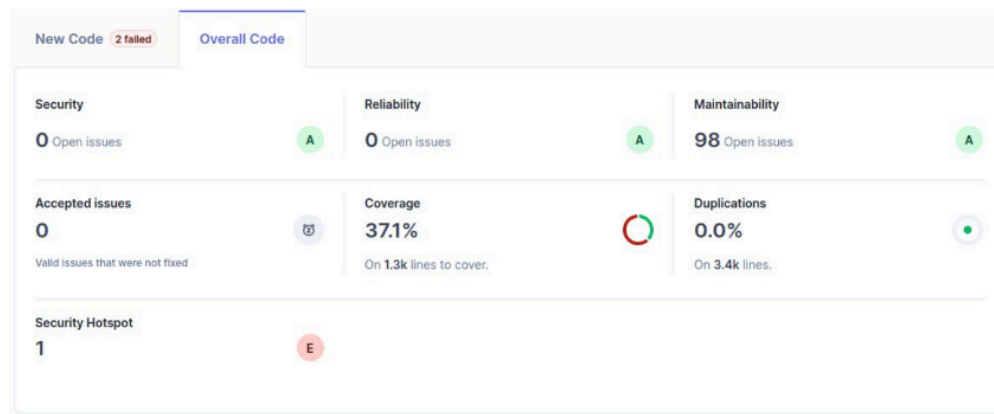 New Code 2 failed Overall Code
Security Reliability Maintainability
0 Open issues A 0 Open issues A 98 Open issues A
Accepted issues Coverage Duplications
0 37.1% 0.0%
Valid issues that were not fixed On 1.3k lines to cover. On 3.4k lines.
Security Hotspot
1 E